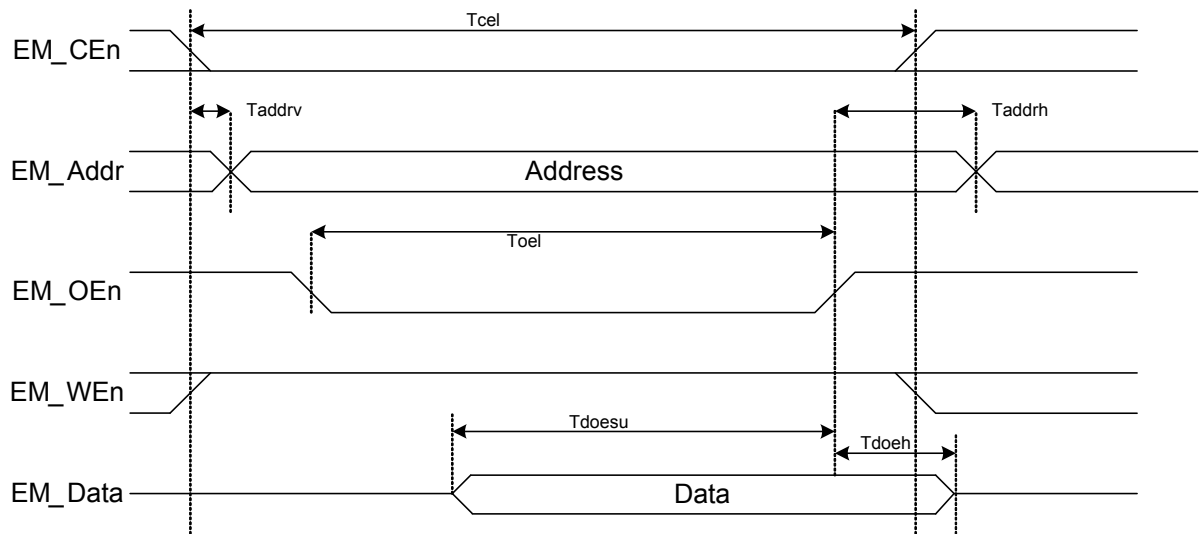 Tcel
EM_CEn
Taddrv
Taddrh
EM_Addr
Address
Toel
EM_OEn
EM_WEn
Tdoesu
Tdoeh
EM_Data
Data